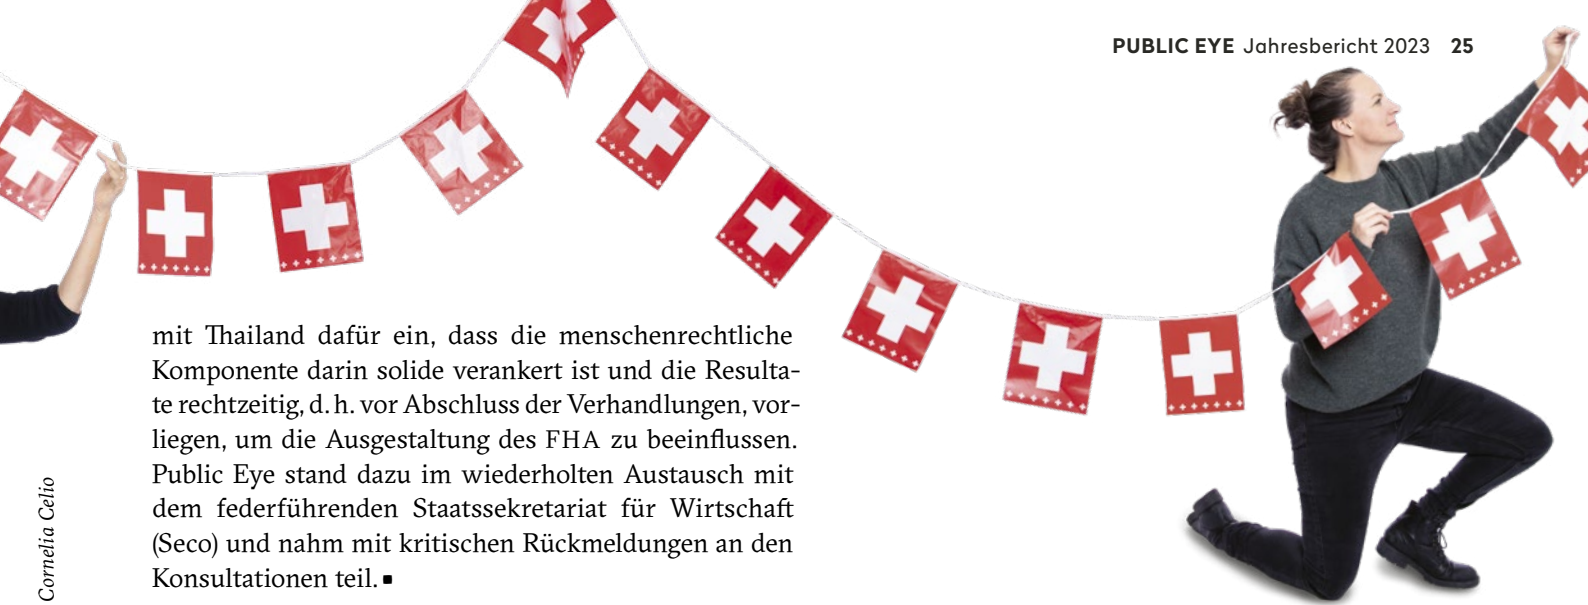 PUBLIC EYE Jahresbericht 2023 25
mit Thailand dafür ein, dass die menschenrechtliche
Komponente darin solide verankert ist und die Resulta-
te rechtzeitig, d. h. vor Abschluss der Verhandlungen, vor-
liegen, um die Ausgestaltung des FHA zu beeinflussen.
Public Eye stand dazu im wiederholten Austausch mit
dem federführenden Staatssekretariat für Wirtschaft
(Seco) und nahm mit kritischen Rückmeldungen an den
Konsultationen teil. ▪
Cornelia Celio